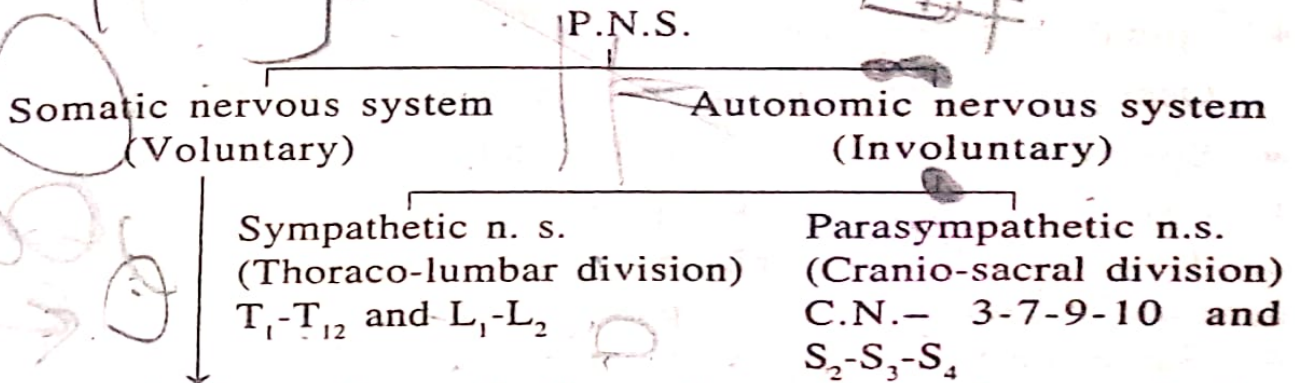 P.N.S.
Somatic nervous system
(Voluntary)
Autonomic nervous system
(Involuntary)
Sympathetic n. s.
(Thoraco-lumbar division)
T₁-T₁₂ and L₁-L₂
Parasympathetic n.s.
(Cranio-sacral division)
C.N.– 3-7-9-10 and
S₂-S₃-S₄